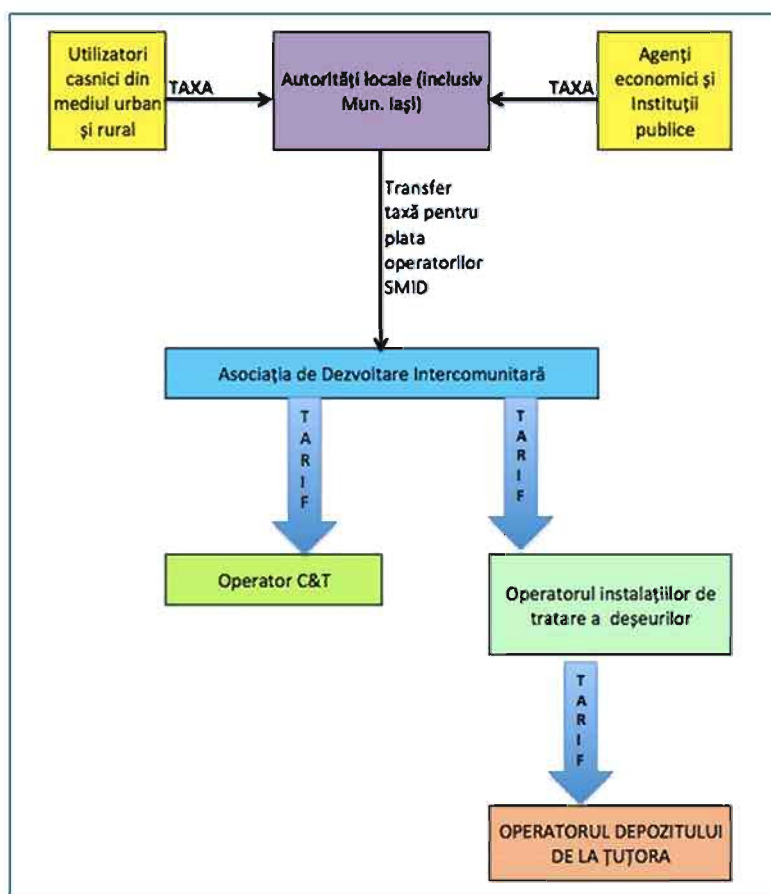 Utilizatori
casnici din
mediul urban
și rural
TAXA
Autorități locale (inclusiv
Mun. Iași)
TAXA
Agenți
economici și
Instituții
publice
Transfer
taxă pentru
plata
operatorilor
SMID
Asociația de Dezvoltare Intercomunitară
T
A
R
I
F
T
A
R
I
F
Operator C&T
Operatorul instalațiilor de
tratare a deșeurilor
T
A
R
I
F
OPERATORUL DEPOZITULUI
DE LA ȚUȚORA